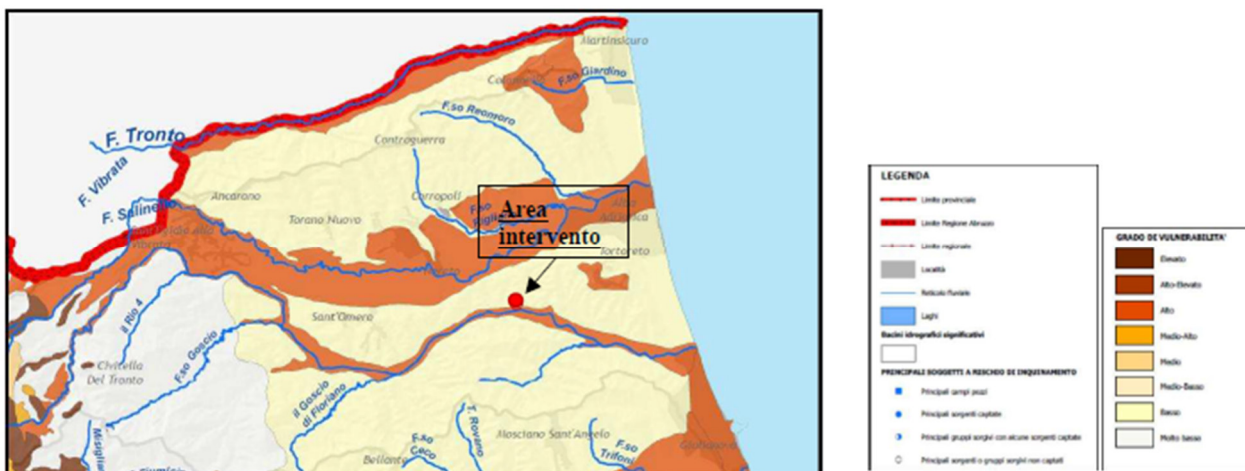 Martinsicuro
F.so Giardino
F.so Reomoro
F. Tronto
Controguerra
F. Vibrata
Ancarano
Corropoli
F. Salinello
Torano Nuovo
Area
intervento
Tortoreto
Sant'Omero
il Rio 4
F.so Goscio
Civitella
Del Tronto
il Goscio
di Floriano
T. Rovano
Mosciano Sant'Angelo
F.so
Trifoni
F.so
Ceco
Bellante
Giulianova
LEGENDA
Limite provinciale
Limite Regione Abruzzo
Limite regionale
Località
Reticolo fluviale
Laghi
Bacini idrografici significativi
PRINCIPALI SOGGETTI A RISCHIO DI INQUINAMENTO
Principali campi pozzi
Principali sorgenti captate
Principali gruppi sorgivi con alcune sorgenti captate
Principali sorgenti o gruppi sorgivi non captati
GRADO DI VULNERABILITA'
Elevato
Alto-Elevato
Alto
Medio-Alto
Medio
Medio-Basso
Basso
Molto basso